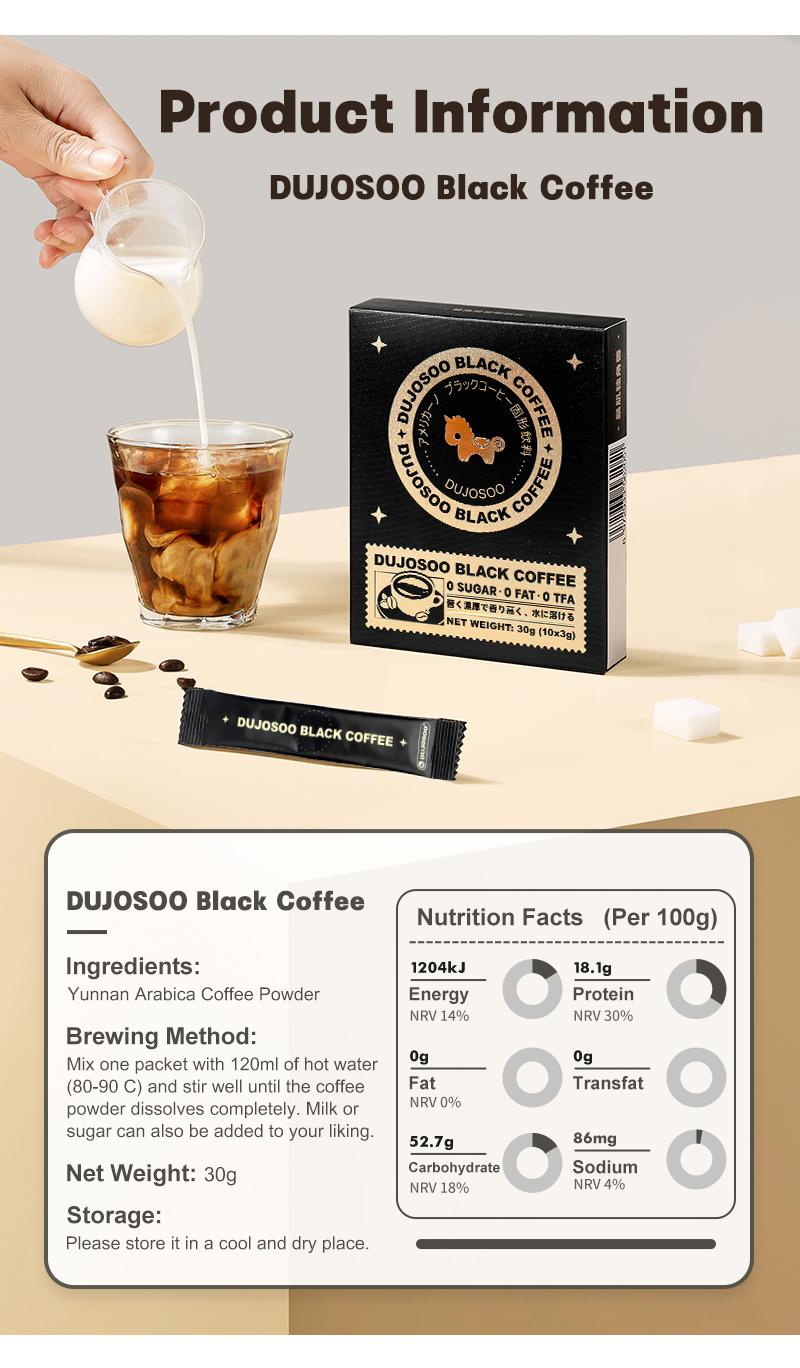 Product Information
DUJOSOO Black Coffee
DUJOSOO BLACK COFFEE
アメリカーノ ブラックコーヒー固形飲料
DUJOSOO
DUJOSOO BLACK COFFEE
DUJOSOO BLACK COFFEE
0 SUGAR · 0 FAT · 0 TFA
苦く濃厚で香り高く、水に溶ける
NET WEIGHT: 30g (10x3g)
DUJOSOO BLACK COFFEE
DUJOSOO
DUJOSOO Black Coffee
Ingredients:
Yunnan Arabica Coffee Powder
Brewing Method:
Mix one packet with 120ml of hot water
(80-90 C) and stir well until the coffee
powder dissolves completely. Milk or
sugar can also be added to your liking.
Net Weight: 30g
Storage:
Please store it in a cool and dry place.
Nutrition Facts (Per 100g)
1204kJ
Energy
NRV 14%
18.1g
Protein
NRV 30%
0g
Fat
NRV 0%
0g
Transfat
52.7g
Carbohydrate
NRV 18%
86mg
Sodium
NRV 4%